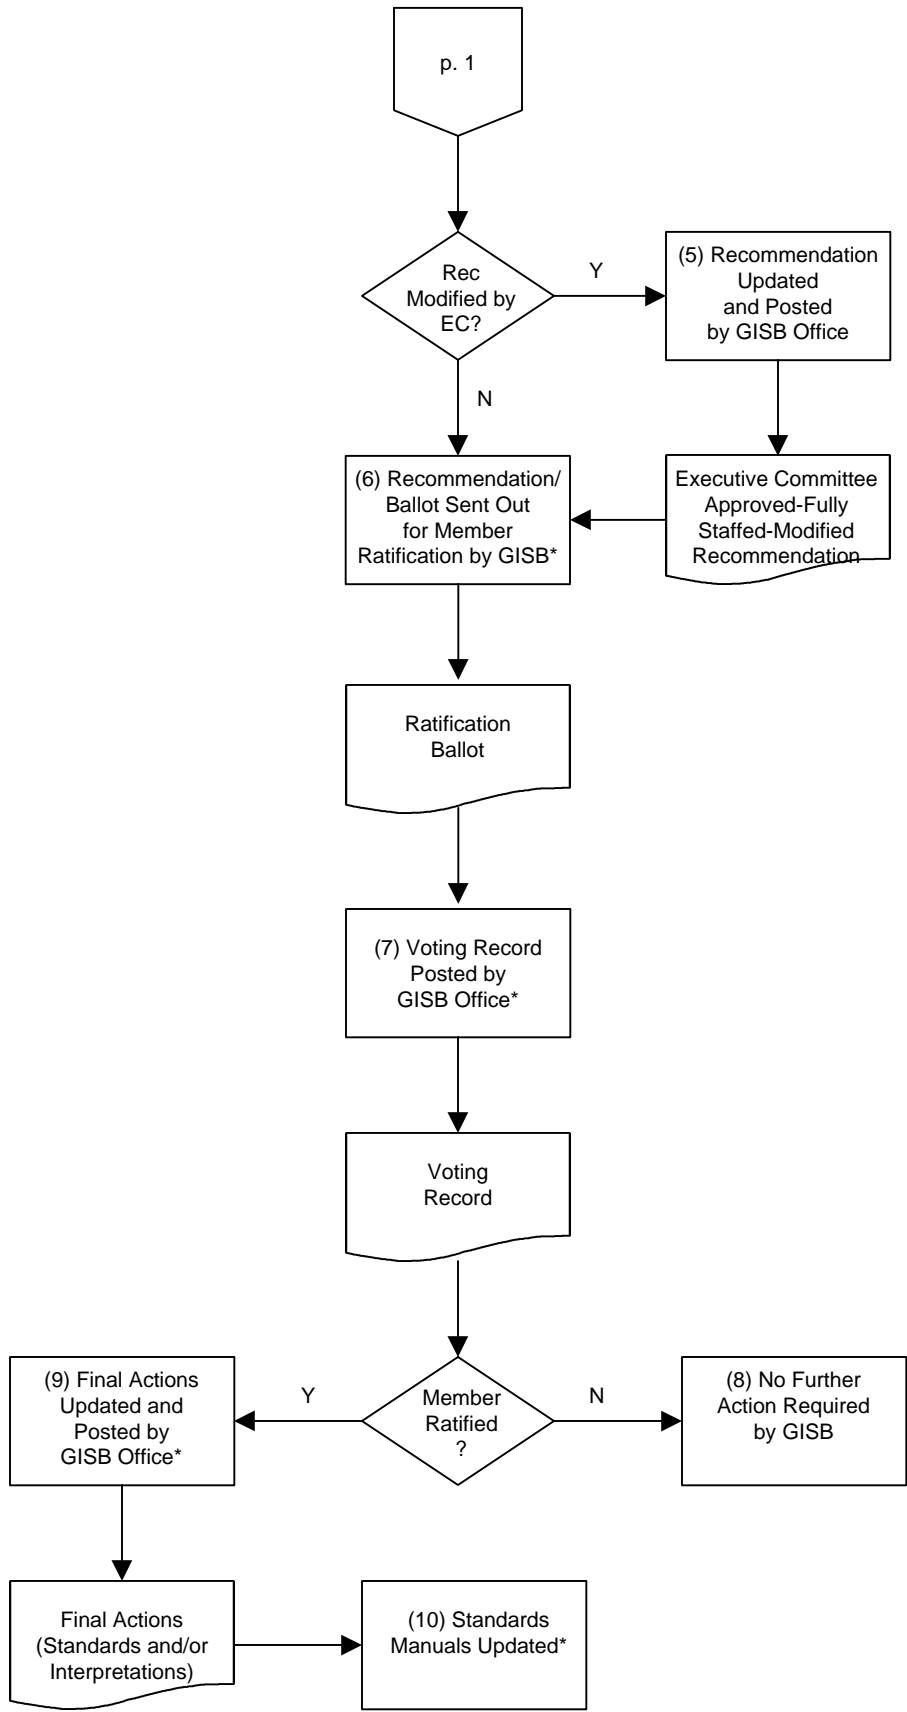 p. 1
Rec
Modified by
EC?
Y
(5) Recommendation
Updated
and Posted
by GISB Office
N
(6) Recommendation/
Ballot Sent Out
for Member
Ratification by GISB*
Executive Committee
Approved-Fully
Staffed-Modified
Recommendation
Ratification
Ballot
(7) Voting Record
Posted by
GISB Office*
Voting
Record
(9) Final Actions
Updated and
Posted by
GISB Office*
Y
Member
Ratified
?
N
(8) No Further
Action Required
by GISB
Final Actions
(Standards and/or
Interpretations)
(10) Standards
Manuals Updated*